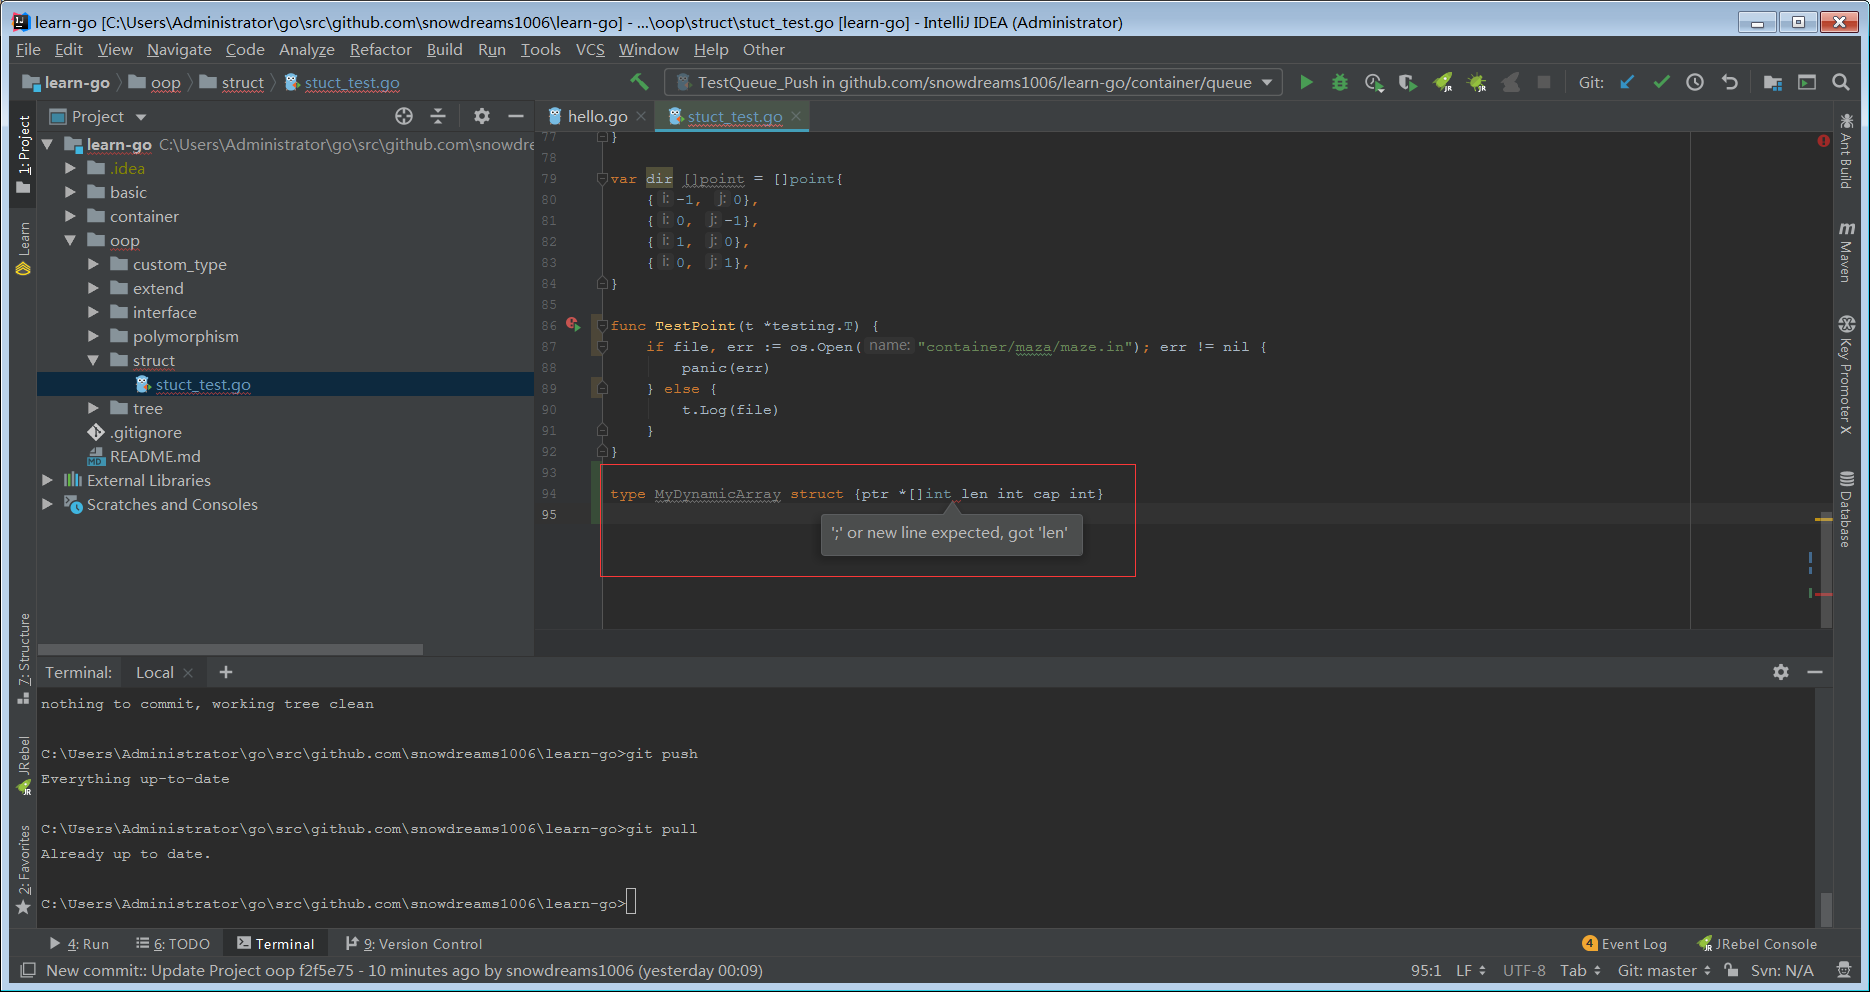 learn-go [C:\Users\Administrator\go\src\github.com\snowdreams1006\learn-go] - ...\oop\struct\stuct_test.go [learn-go] - IntelliJ IDEA (Administrator)
File Edit View Navigate Code Analyze Refactor Build Run Tools VCS Window Help Other
learn-go oop struct stuct_test.go
TestQueue_Push in github.com/snowdreams1006/learn-go/container/queue
Git:
1: Project
Learn
Z: Structure
JRebel
2: Favorites
Project
learn-go C:\Users\Administrator\go\src\github.com\snowdre
.idea
basic
container
oop
custom_type
extend
interface
polymorphism
struct
stuct_test.go
tree
.gitignore
README.md
External Libraries
Scratches and Consoles
hello.go stuct_test.go
77 }
78
79 var dir []point = []point{
80 { i: -1, j: 0},
81 { i: 0, j: -1},
82 { i: 1, j: 0},
83 { i: 0, j: 1},
84 }
85
86 func TestPoint(t *testing.T) {
87 if file, err := os.Open( name: "container/maza/maze.in"); err != nil {
88 panic(err)
89 } else {
90 t.Log(file)
91 }
92 }
93
94 type MyDynamicArray struct {ptr *[]int len int cap int}
95
';' or new line expected, got 'len'
Ant Build
m Maven
Key Promoter X
Database
Terminal: Local +
nothing to commit, working tree clean
C:\Users\Administrator\go\src\github.com\snowdreams1006\learn-go>git push
Everything up-to-date
C:\Users\Administrator\go\src\github.com\snowdreams1006\learn-go>git pull
Already up to date.
C:\Users\Administrator\go\src\github.com\snowdreams1006\learn-go>
4: Run 6: TODO Terminal 9: Version Control 4 Event Log JRebel Console
New commit:: Update Project oop f2f5e75 - 10 minutes ago by snowdreams1006 (yesterday 00:09) 95:1 LF UTF-8 Tab Git: master Svn: N/A